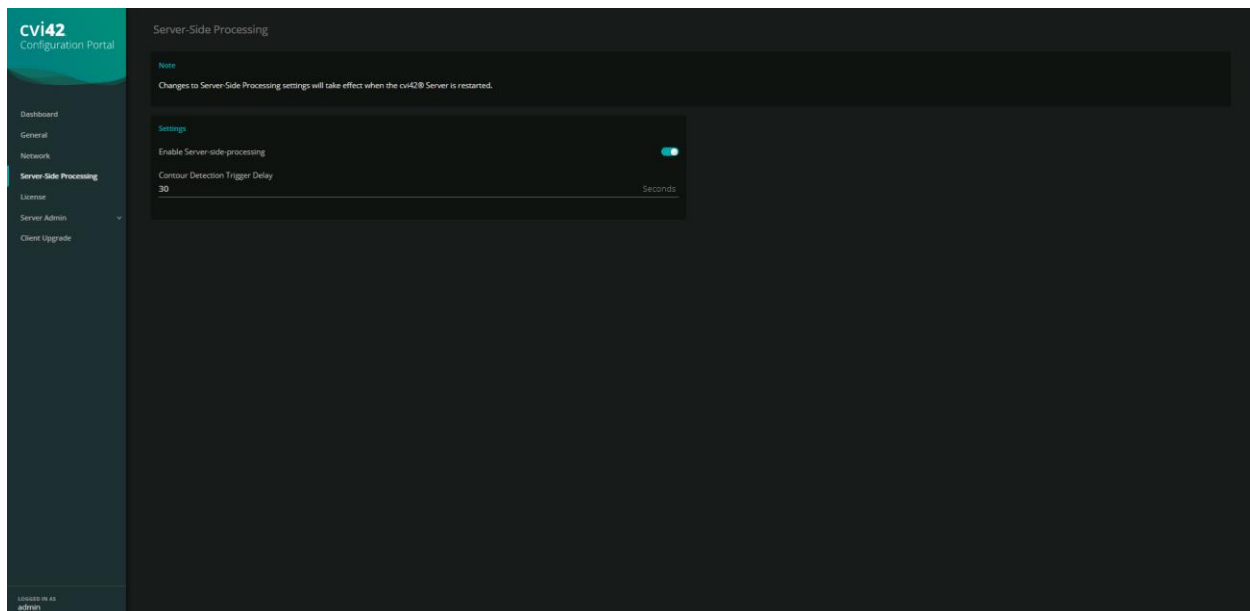 cvi42
Configuration Portal
Dashboard
General
Network
Server-Side Processing
License
Server Admin
Client Upgrade
LOGGED IN AS
admin
Server-Side Processing
Note
Changes to Server-Side Processing settings will take effect when the cvi42® Server is restarted.
Settings
Enable Server-side-processing
Contour Detection Trigger Delay
30 Seconds